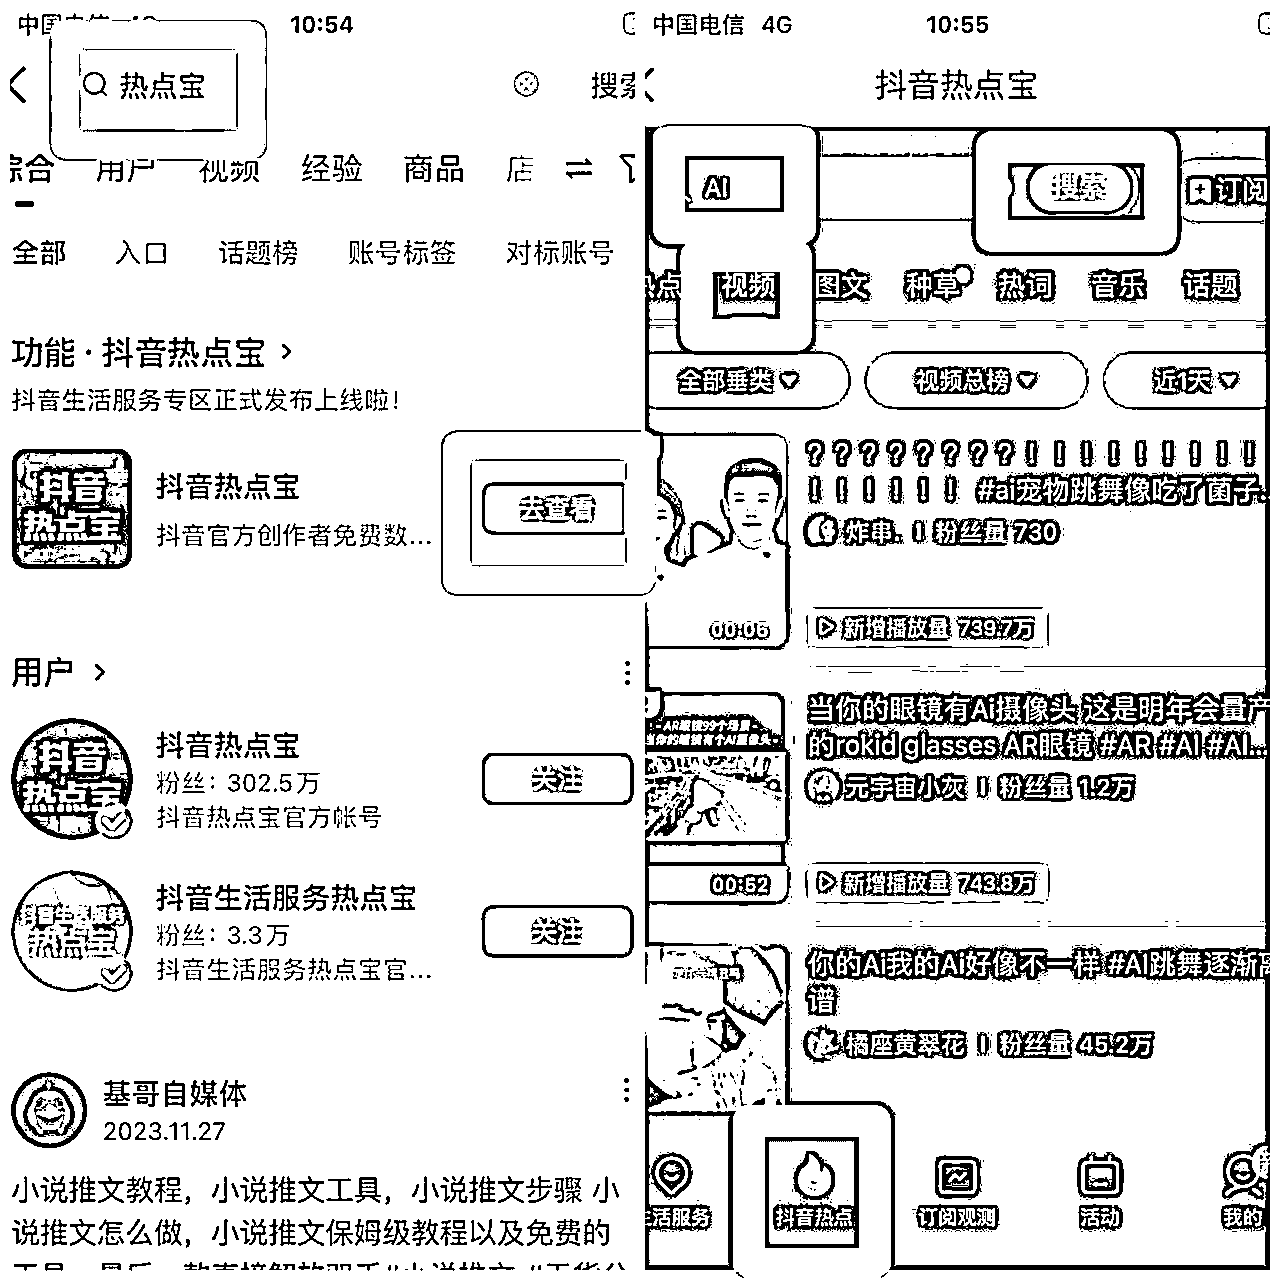 10:54
热点宝
搜索
综合 用户 视频 经验 商品 店
全部 入口 话题榜 账号标签 对标账号
功能 · 抖音热点宝
抖音生活服务专区正式发布上线啦！
抖音
热点宝
抖音热点宝
抖音官方创作者免费数...
去查看
用户
抖音
热点宝
抖音热点宝
粉丝：302.5万
抖音热点宝官方帐号
关注
抖音生活服务
热点宝
抖音生活服务热点宝
粉丝：3.3万
抖音生活服务热点宝官...
关注
基哥自媒体
2023.11.27
小说推文教程，小说推文工具，小说推文步骤 小
说推文怎么做，小说推文保姆级教程以及免费的
中国电信 4G 10:55
抖音热点宝
AI
搜索
订阅
热点 视频 图文 种草 热词 音乐 话题
全部垂类 视频总榜 近1天
？？？？？？？？！！！！！！！！！
！！！！！！ #ai宠物跳舞像吃了菌子.
炸串. | 粉丝量 730
00:06
新增播放量 739.7万
当你的眼镜有Ai摄像头 这是明年会量产
的rokid glasses AR眼镜 #AR #AI #AI...
元宇宙小灰 | 粉丝量 1.2万
00:52
新增播放量 743.8万
你的Ai我的Ai好像不一样 #AI跳舞逐渐离
谱
橘座黄翠花 | 粉丝量 45.2万
生活服务 抖音热点 订阅观测 活动 我的